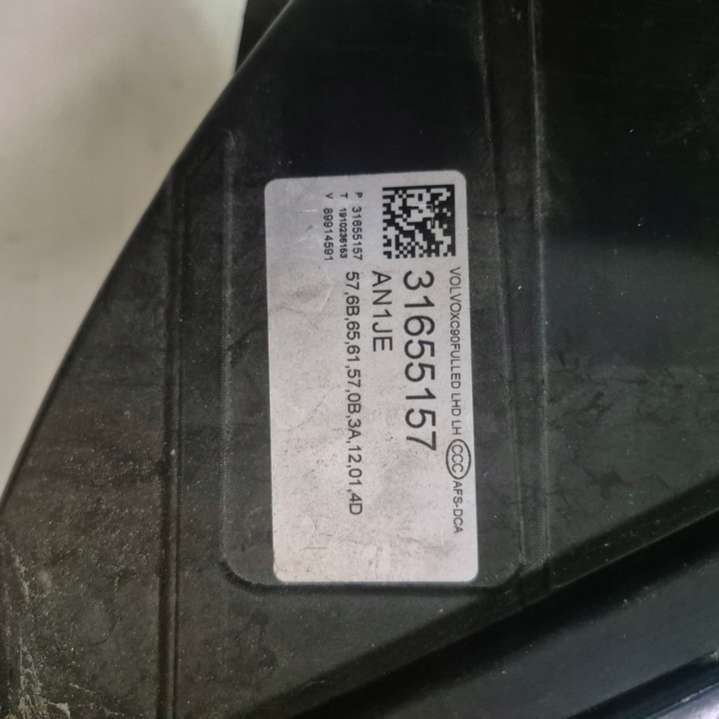 VOLVOXC90FULLED LHD LH CCC AFS-DCA
31655157
AN1JE
P 31655157
T 1910236153
V 89914591
57,6B,65,61,57,0B,3A,12,01,4D